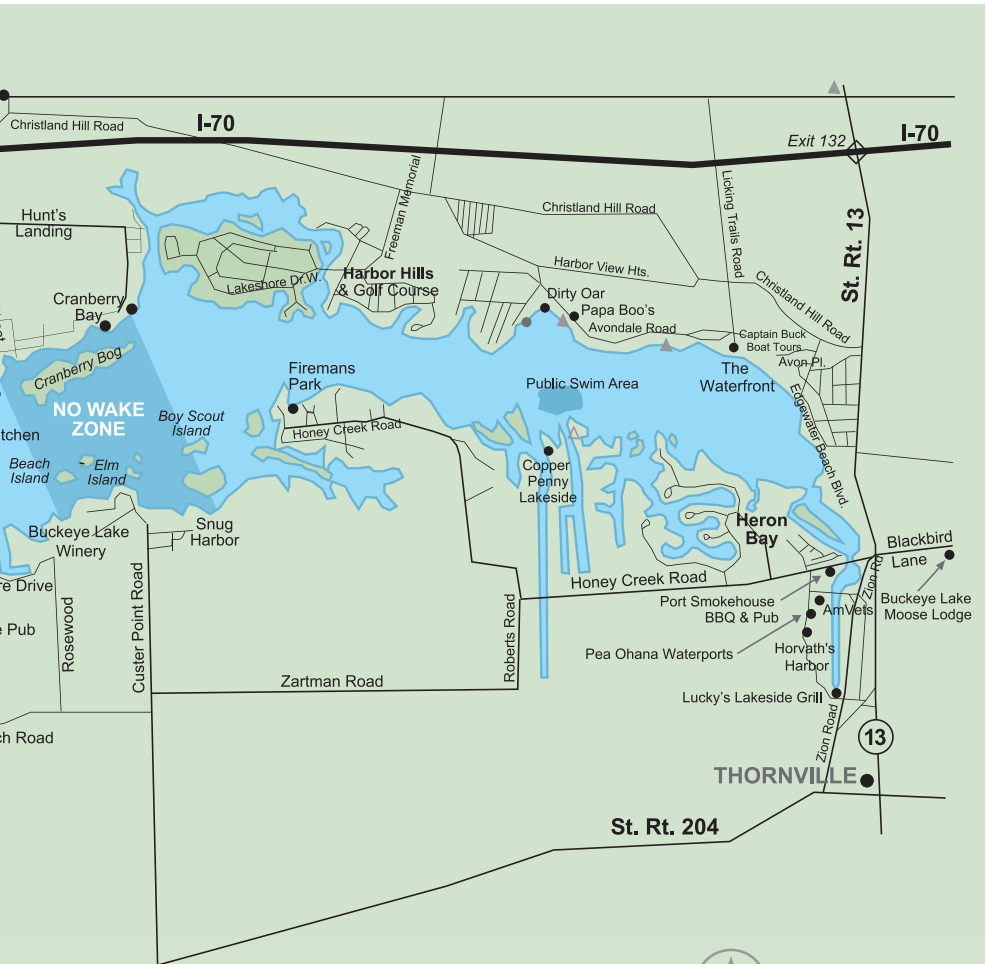 Christland Hill Road
I-70
Exit 132
I-70
Hunt's
Landing
Freeman Memorial
Christland Hill Road
Licking Trails Road
St. Rt. 13
Harbor Hills
& Golf Course
Lakeshore Dr.W.
Harbor View Hts.
Christland Hill Road
Cranberry
Bay
Dirty Oar
Papa Boo's
Avondale Road
Captain Buck
Boat Tours
Avon Pl.
Cranberry Bog
Firemans
Park
Public Swim Area
The
Waterfront
Edgewater Beach Blvd.
NO WAKE
ZONE
Boy Scout
Island
Honey Creek Road
tchen
Beach
Island
Elm
Island
Copper
Penny
Lakeside
Buckeye Lake
Winery
Snug
Harbor
Heron
Bay
Blackbird
Lane
Zion Rd
re Drive
Honey Creek Road
Port Smokehouse
BBQ & Pub
AmVets
Buckeye Lake
Moose Lodge
e Pub
Rosewood
Custer Point Road
Roberts Road
Pea Ohana Waterports
Horvath's
Harbor
Zartman Road
Lucky's Lakeside Grill
ch Road
Zion Road
13
THORNVILLE
St. Rt. 204